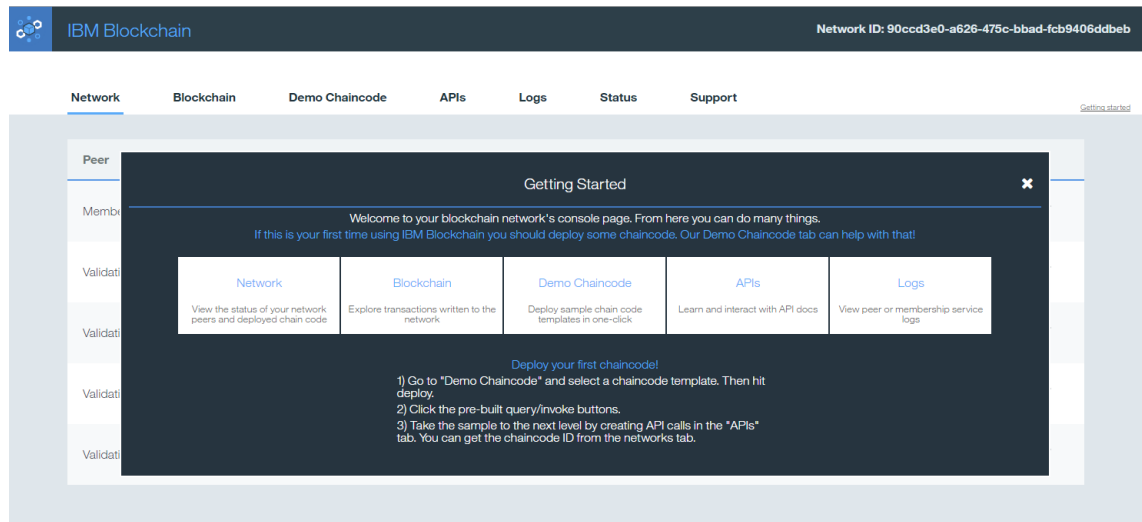 IBM Blockchain
Network ID: 90ccd3e0-a626-475c-bbad-fcb9406ddbeb
Network Blockchain Demo Chaincode APIs Logs Status Support
Getting started
Peer
Getting Started
Membe
Welcome to your blockchain network's console page. From here you can do many things.
If this is your first time using IBM Blockchain you should deploy some chaincode. Our Demo Chaincode tab can help with that!
Validati
Network
View the status of your network
peers and deployed chain code
Blockchain
Explore transactions written to the
network
Demo Chaincode
Deploy sample chain code
templates in one-click
APIs
Learn and interact with API docs
Logs
View peer or membership service
logs
Validati
Deploy your first chaincode!
1) Go to "Demo Chaincode" and select a chaincode template. Then hit
deploy.
Validati
2) Click the pre-built query/invoke buttons.
3) Take the sample to the next level by creating API calls in the "APIs"
tab. You can get the chaincode ID from the networks tab.
Validati